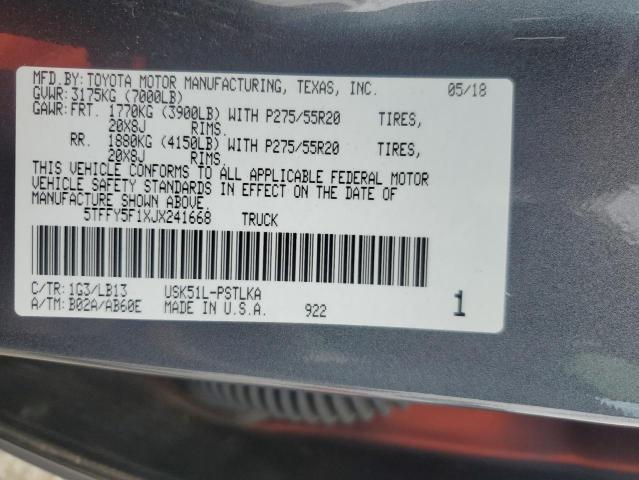 MFD.BY:TOYOTA MOTOR MANUFACTURING, TEXAS, INC. 05/18
GVWR:3175KG (7000LB)
GAWR:FRT. 1770KG (3900LB) WITH P275/55R20 TIRES,
20X8J RIMS.
RR. 1880KG (4150LB) WITH P275/55R20 TIRES,
20X8J RIMS.
THIS VEHICLE CONFORMS TO ALL APPLICABLE FEDERAL MOTOR
VEHICLE SAFETY STANDARDS IN EFFECT ON THE DATE OF
MANUFACTURE SHOWN ABOVE.
5TFFY5F1XJX241668 TRUCK
C/TR:1G3/LB13 USK51L-PSTLKA
A/TM:B02A/AB60E MADE IN U.S.A. 922 1